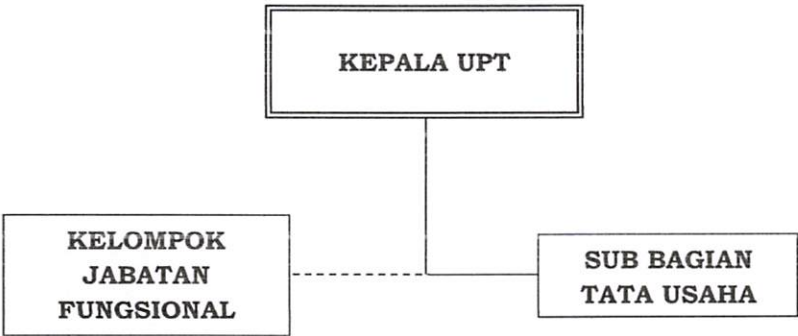 KEPALA UPT
KELOMPOK
JABATAN
FUNGSIONAL
SUB BAGIAN
TATA USAHA